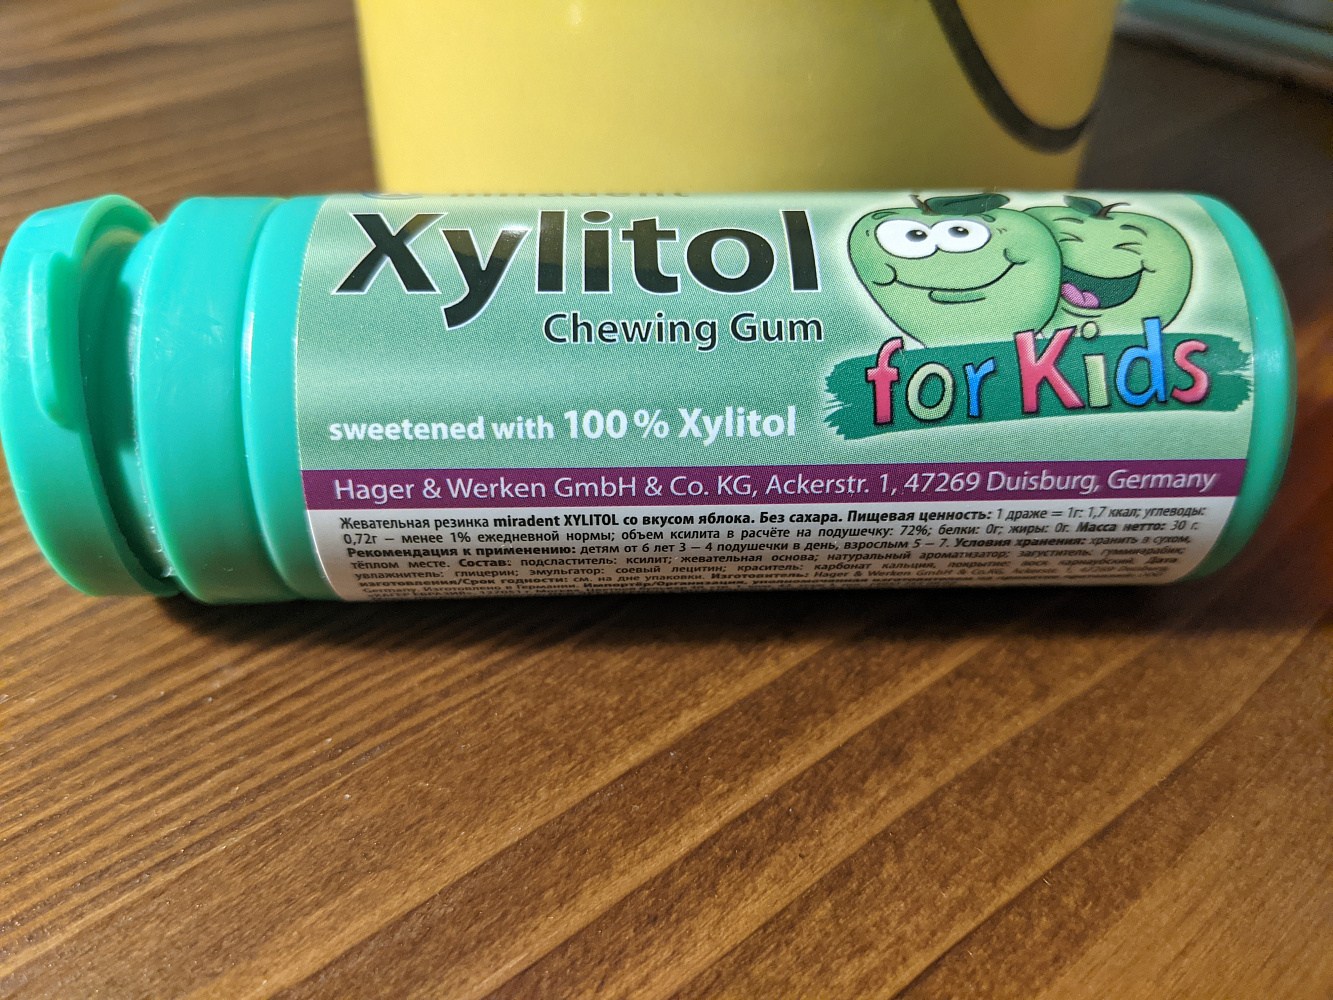 miradent
Xylitol
Chewing Gum
for Kids
sweetened with 100 % Xylitol
Hager & Werken GmbH & Co. KG, Ackerstr. 1, 47269 Duisburg, Germany
Жевательная резинка miradent XYLITOL со вкусом яблока. Без сахара. Пищевая ценность: 1 драже = 1г: 1,7 ккал; углеводы:
0,72г – менее 1% ежедневной нормы; объем ксилита в расчёте на подушечку: 72%; белки: 0г; жиры: 0г. Масса нетто: 30 г.
Рекомендация к применению: детям от 6 лет 3 – 4 подушечки в день, взрослым 5 – 7. Условия хранения: хранить в сухом,
тёплом месте. Состав: подсластитель: ксилит; жевательная основа; натуральный ароматизатор; загуститель: гуммиарабик;
увлажнитель: глицерин; эмульгатор: соевый лецитин; краситель: карбонат кальция, покрытие: воск карнаубский. Дата
изготовления/Срок годности: см. на дне упаковки. Изготовитель: Hager & Werken GmbH & Co.KG,
Germany. Изготовлено в Германии.